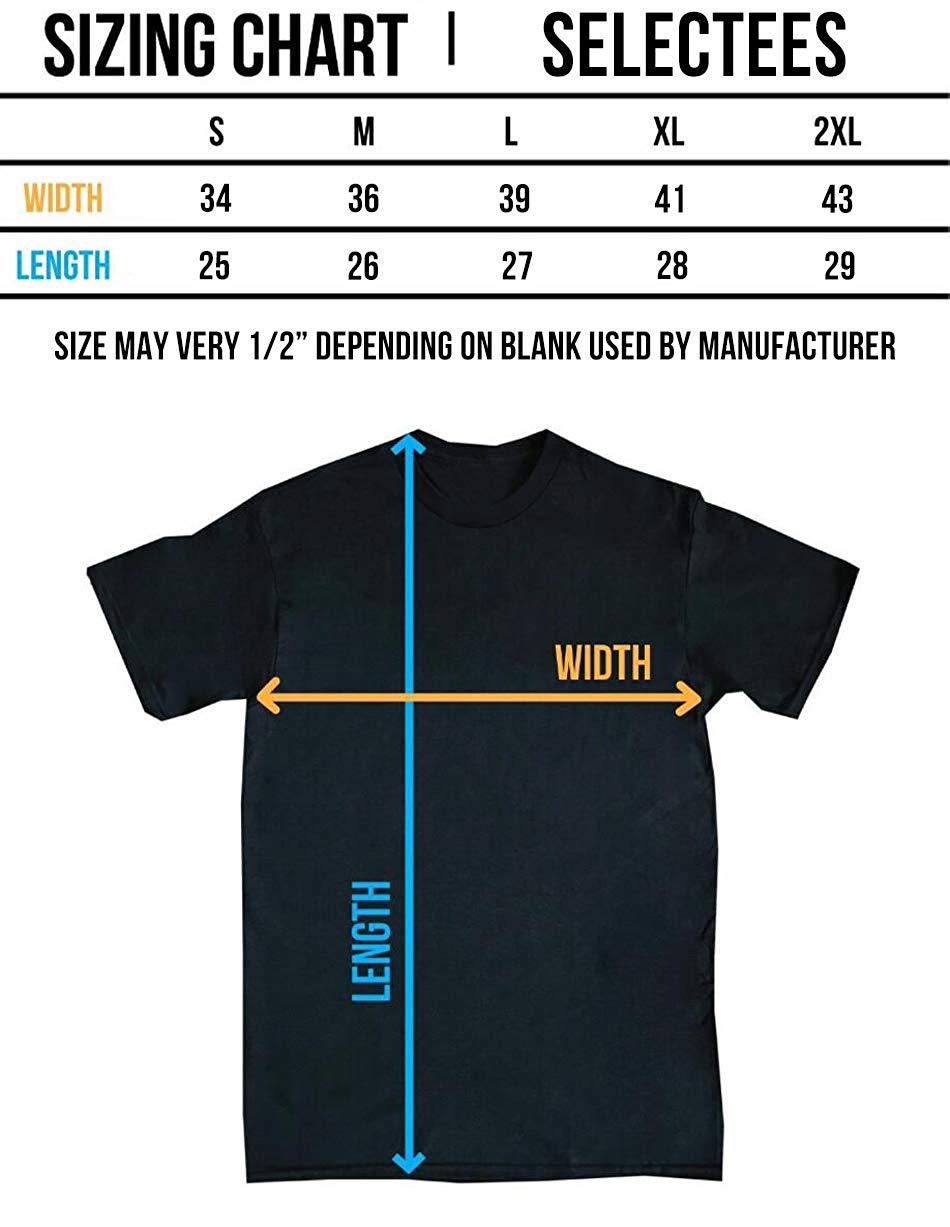 SIZING CHART | SELECTEES
S M L XL 2XL
WIDTH 34 36 39 41 43
LENGTH 25 26 27 28 29
SIZE MAY VERY 1/2” DEPENDING ON BLANK USED BY MANUFACTURER
WIDTH
LENGTH